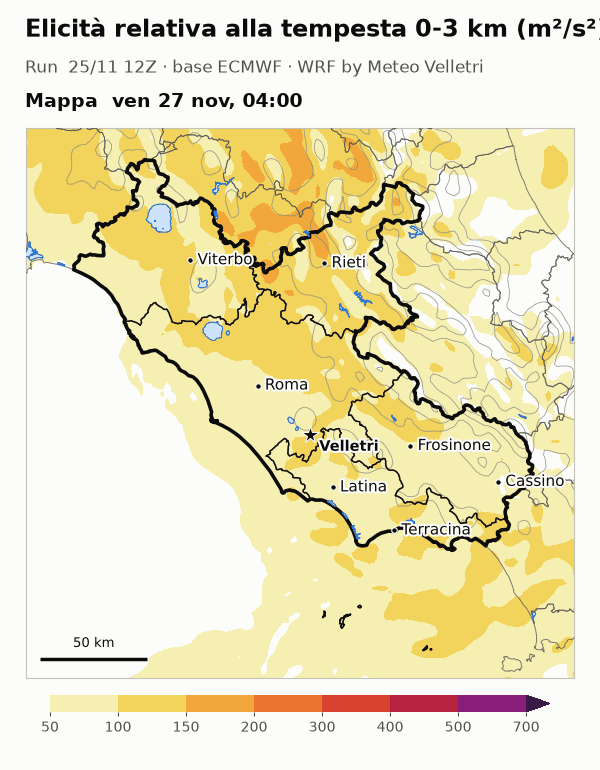 Elicità relativa alla tempesta 0-3 km (m²/s²)
Run  25/11 12Z · base ECMWF · WRF by Meteo Velletri
Mappa  ven 27 nov, 04:00
Viterbo
Rieti
Roma
Velletri
Frosinone
Cassino
Latina
Terracina
50 km
50 100 150 200 300 400 500 700